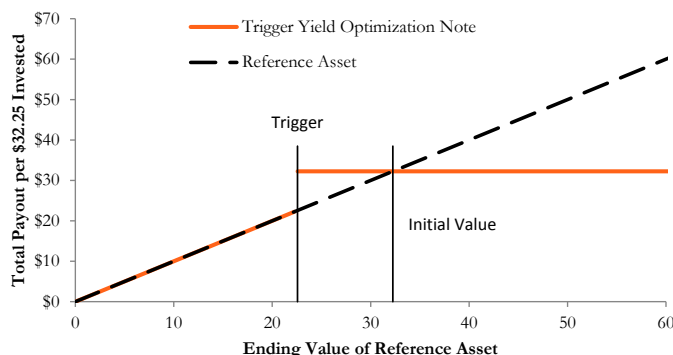 Trigger Yield Optimization Note
Reference Asset
Total Payout per $32.25 Invested
$70
$60
$50
$40
$30
$20
$10
$0
Trigger
Initial Value
0 10 20 30 40 50 60
Ending Value of Reference Asset